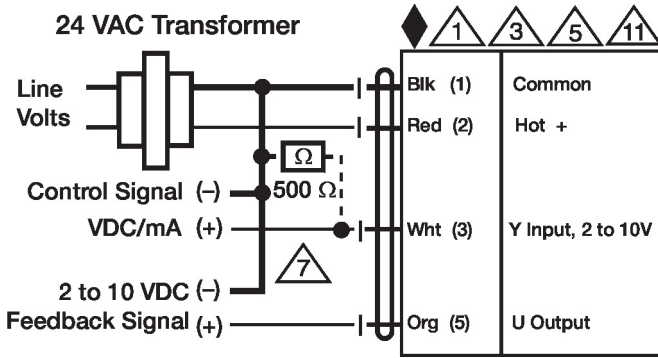 24 VAC Transformer
1 3 5 11
Line
Volts
Blk (1) Common
Red (2) Hot +
Ω
500 Ω
Control Signal (-)
VDC/mA (+)
Wht (3) Y Input, 2 to 10V
7
2 to 10 VDC (-)
Feedback Signal (+)
Org (5) U Output